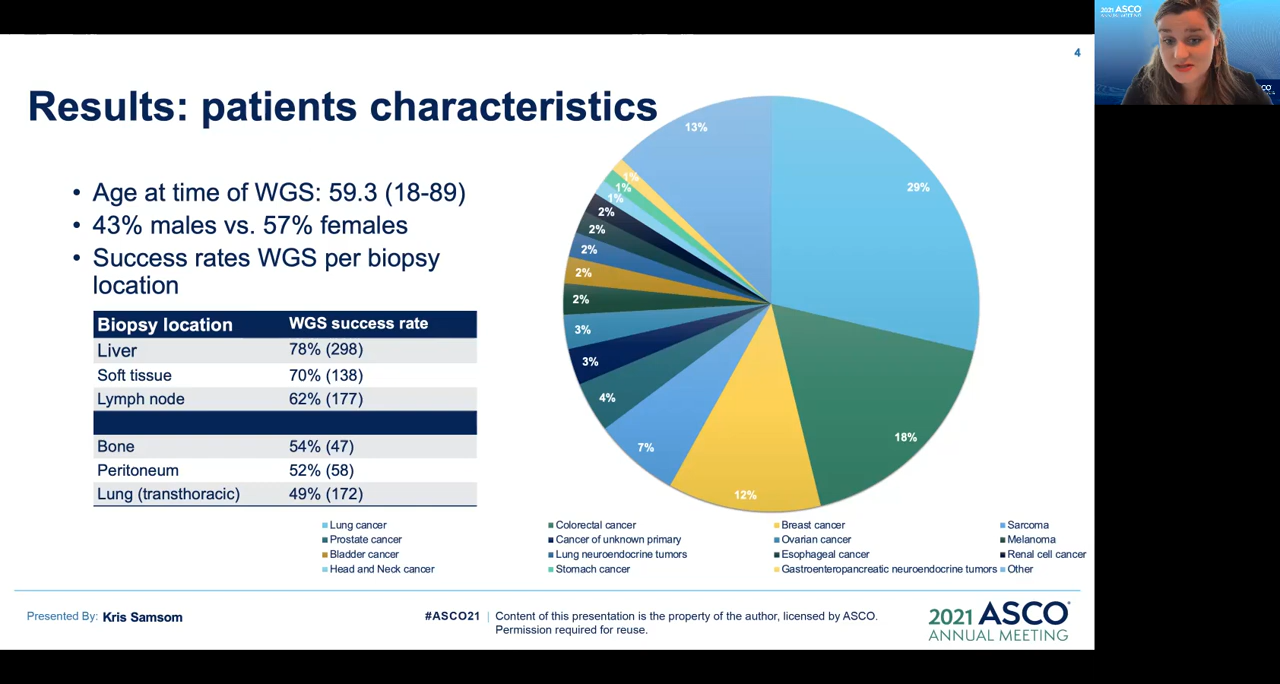 2021 ASCO
ANNUAL MEETING
4
Results: patients characteristics
• Age at time of WGS: 59.3 (18-89)
• 43% males vs. 57% females
• Success rates WGS per biopsy
location
Biopsy location WGS success rate
Liver 78% (298)
Soft tissue 70% (138)
Lymph node 62% (177)
Bone 54% (47)
Peritoneum 52% (58)
Lung (transthoracic) 49% (172)
29%
18%
12%
7%
4%
3%
3%
2%
2%
2%
2%
2%
1%
1%
1%
13%
Lung cancer Colorectal cancer Breast cancer Sarcoma
Prostate cancer Cancer of unknown primary Ovarian cancer Melanoma
Bladder cancer Lung neuroendocrine tumors Esophageal cancer Renal cell cancer
Head and Neck cancer Stomach cancer Gastroenteropancreatic neuroendocrine tumors Other
Presented By: Kris Samsom
#ASCO21 | Content of this presentation is the property of the author, licensed by ASCO.
Permission required for reuse.
2021 ASCO®
ANNUAL MEETING